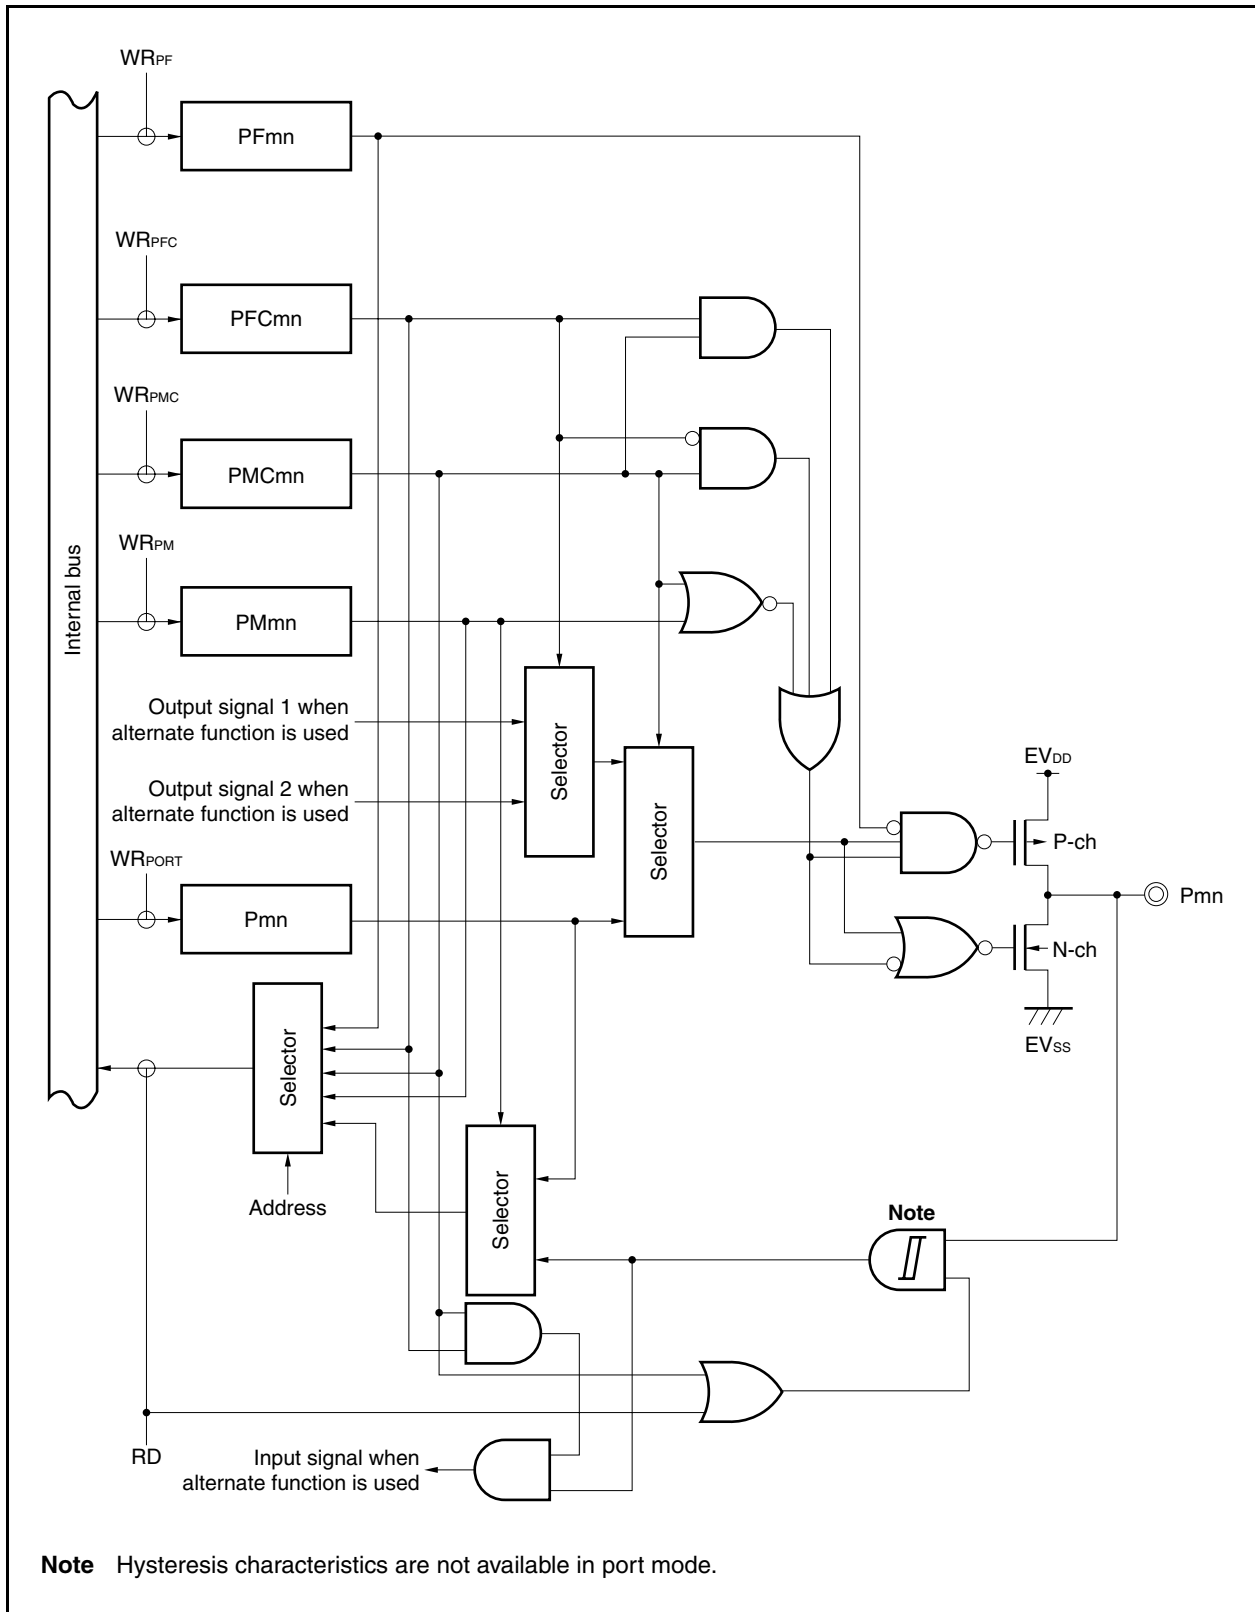 WRPF
PFmn
WRPFC
PFCmn
WRPMC
PMCmn
WRPM
PMmn
Internal bus
Output signal 1 when
alternate function is used
Output signal 2 when
alternate function is used
Selector
Selector
EVDD
P-ch
WRPORT
Pmn
Pmn
N-ch
EVSS
Selector
Address
Selector
Note
RD
Input signal when
alternate function is used
Note Hysteresis characteristics are not available in port mode.